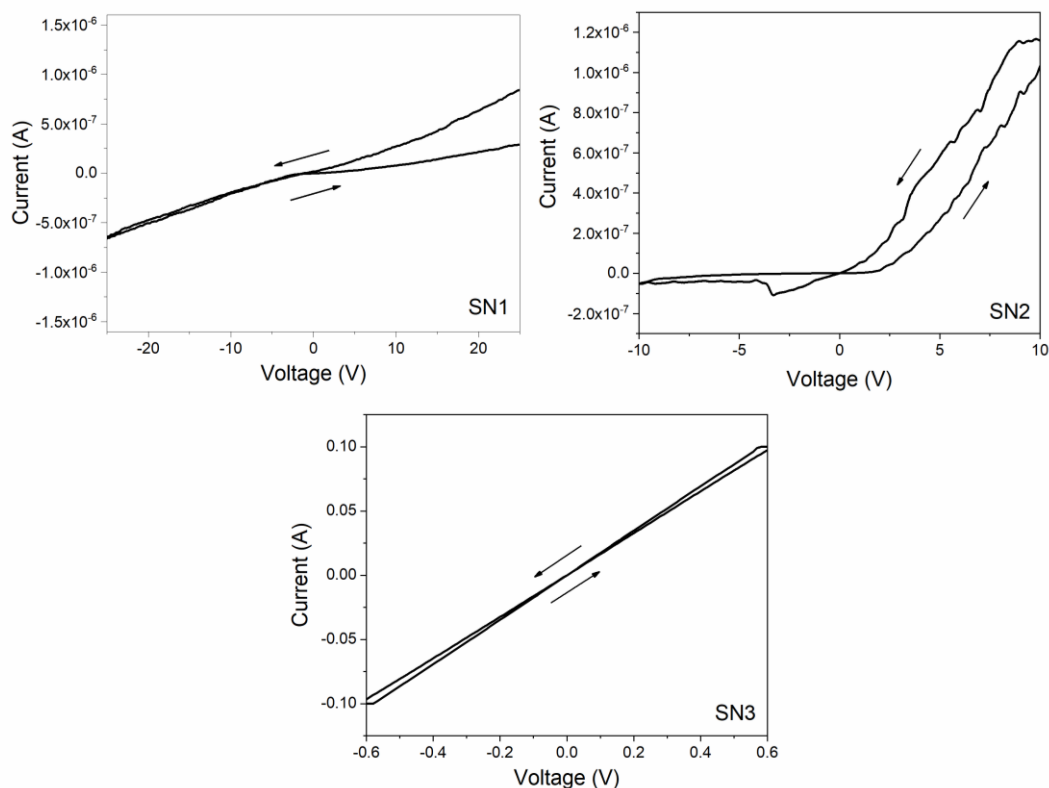 1.5x10⁻⁶
1.0x10⁻⁶
5.0x10⁻⁷
0.0
-5.0x10⁻⁷
-1.0x10⁻⁶
-1.5x10⁻⁶
Current (A)
-20 -10 0 10 20
Voltage (V)
SN1
1.2x10⁻⁶
1.0x10⁻⁶
8.0x10⁻⁷
6.0x10⁻⁷
4.0x10⁻⁷
2.0x10⁻⁷
0.0
-2.0x10⁻⁷
Current (A)
-10 -5 0 5 10
Voltage (V)
SN2
0.10
0.05
0.00
-0.05
-0.10
Current (A)
-0.6 -0.4 -0.2 0.0 0.2 0.4 0.6
Voltage (V)
SN3